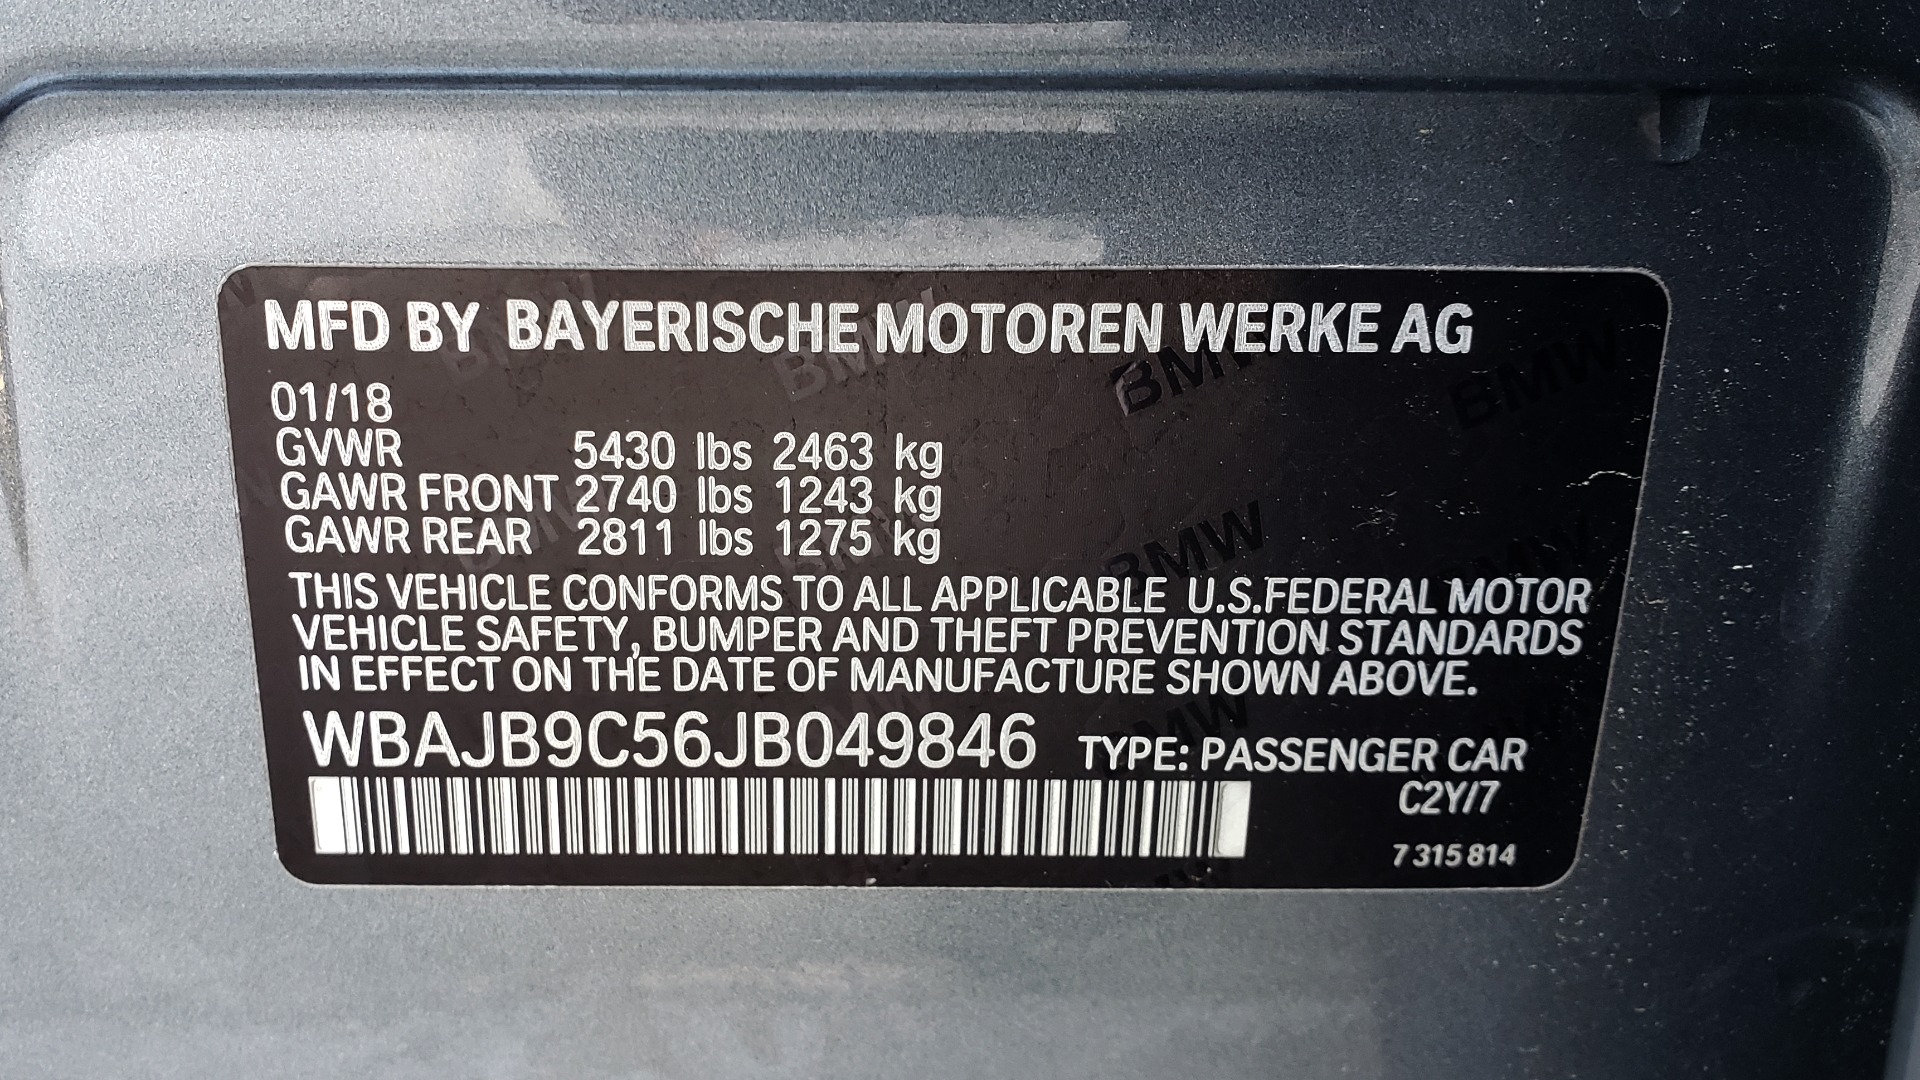 MFD BY BAYERISCHE MOTOREN WERKE AG
01/18
GVWR 5430 lbs 2463 kg
GAWR FRONT 2740 lbs 1243 kg
GAWR REAR 2811 lbs 1275 kg
THIS VEHICLE CONFORMS TO ALL APPLICABLE U.S.FEDERAL MOTOR
VEHICLE SAFETY, BUMPER AND THEFT PREVENTION STANDARDS
IN EFFECT ON THE DATE OF MANUFACTURE SHOWN ABOVE.
WBAJB9C56JB049846 TYPE: PASSENGER CAR
C2Y/7
7 315 814